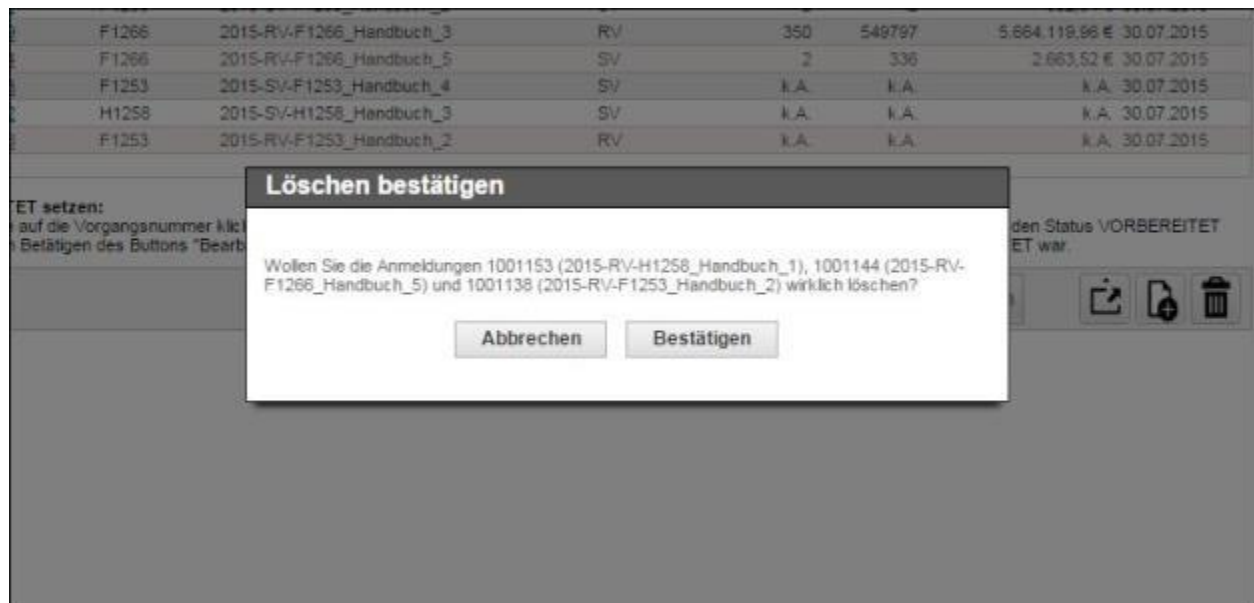 F1266 2015-RV-F1266_Handbuch_3 RV 350 549797 5.664.119,96 € 30.07.2015
F1266 2015-RV-F1266_Handbuch_5 SV 2 336 2.663,52 € 30.07.2015
F1253 2015-SV-F1253_Handbuch_4 SV k.A. k.A. k.A. 30.07.2015
H1258 2015-SV-H1258_Handbuch_3 SV k.A. k.A. k.A. 30.07.2015
F1253 2015-RV-F1253_Handbuch_2 RV k.A. k.A. k.A. 30.07.2015
Löschen bestätigen
ET setzen:
auf die Vorgangsnummer klic den Status VORBEREITET
Betätigen des Buttons "Bearb ET war.
Wollen Sie die Anmeldungen 1001153 (2015-RV-H1258_Handbuch_1), 1001144 (2015-RV-
F1266_Handbuch_5) und 1001138 (2015-RV-F1253_Handbuch_2) wirklich löschen?
Abbrechen Bestätigen